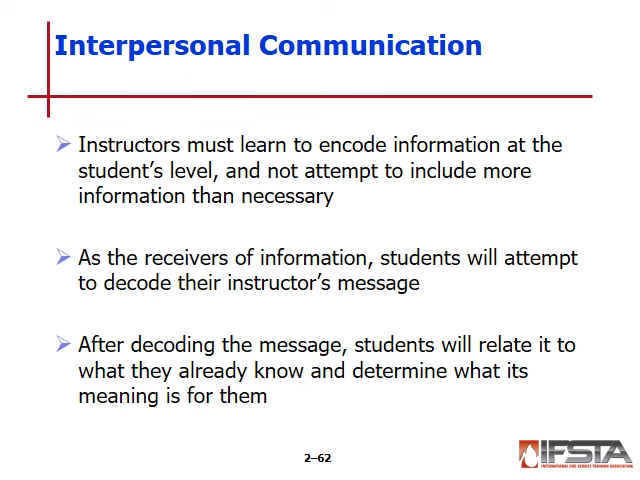 Interpersonal Communication
Instructors must learn to encode information at the
student's level, and not attempt to include more
information than necessary
As the receivers of information, students will attempt
to decode their instructor's message
After decoding the message, students will relate it to
what they already know and determine what its
meaning is for them
2–62
IFSTA
INTERNATIONAL FIRE SERVICE TRAINING ASSOCIATION